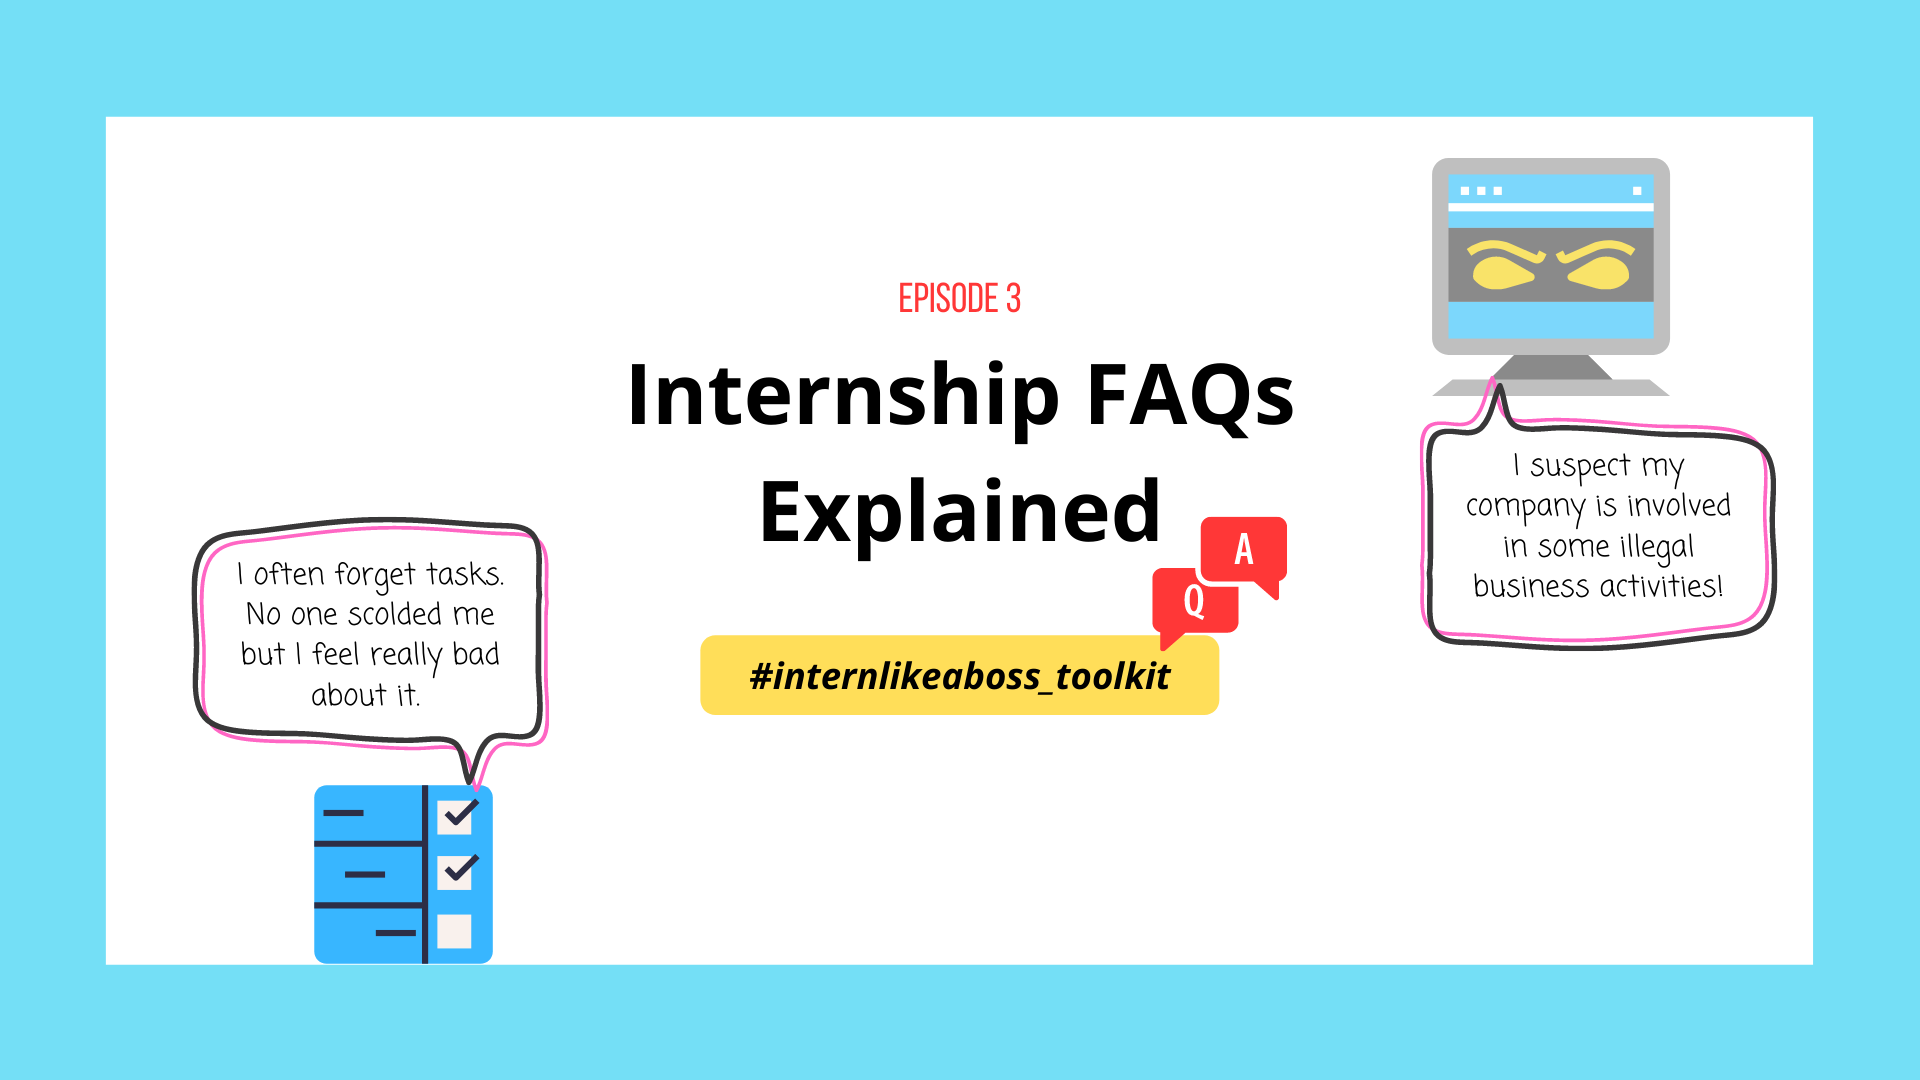 EPISODE 3
Internship FAQs
Explained
A
Q
#internlikeaboss_toolkit
I often forget tasks.
No one scolded me
but I feel really bad
about it.
I suspect my
company is involved
in some illegal
business activities!